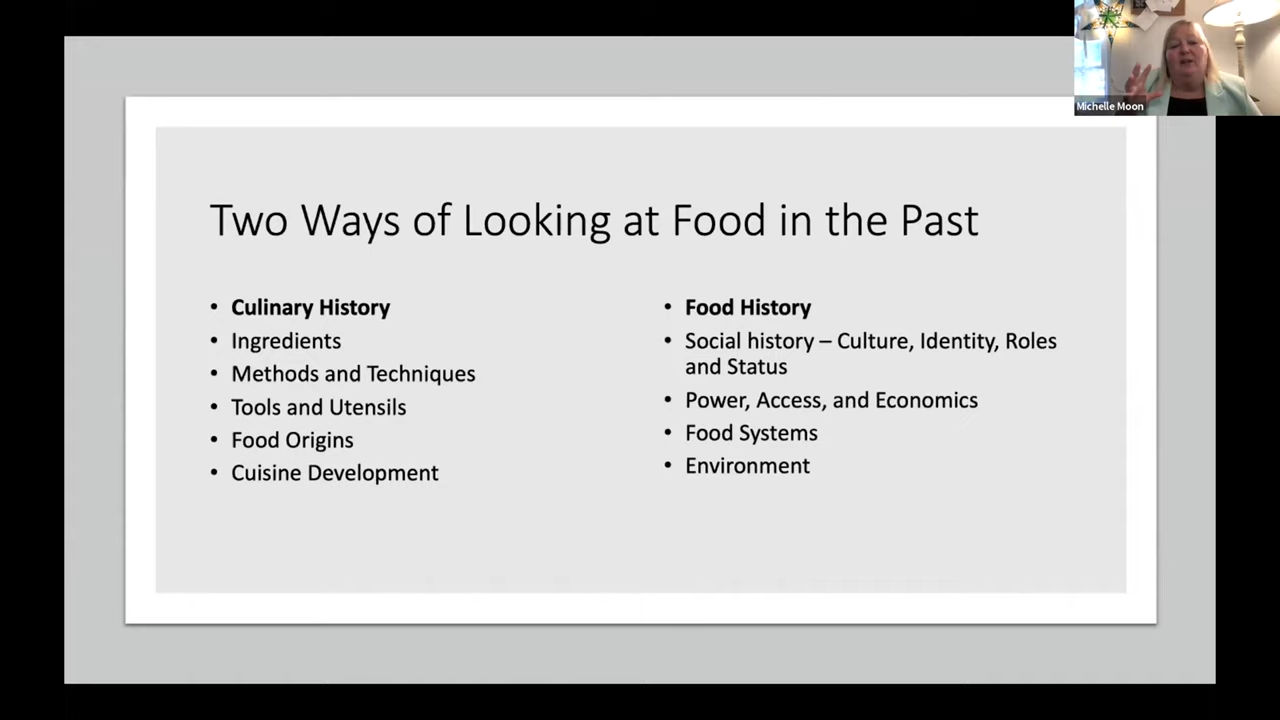 Michelle Moon
Two Ways of Looking at Food in the Past
• Culinary History
• Ingredients
• Methods and Techniques
• Tools and Utensils
• Food Origins
• Cuisine Development
• Food History
• Social history – Culture, Identity, Roles
and Status
• Power, Access, and Economics
• Food Systems
• Environment